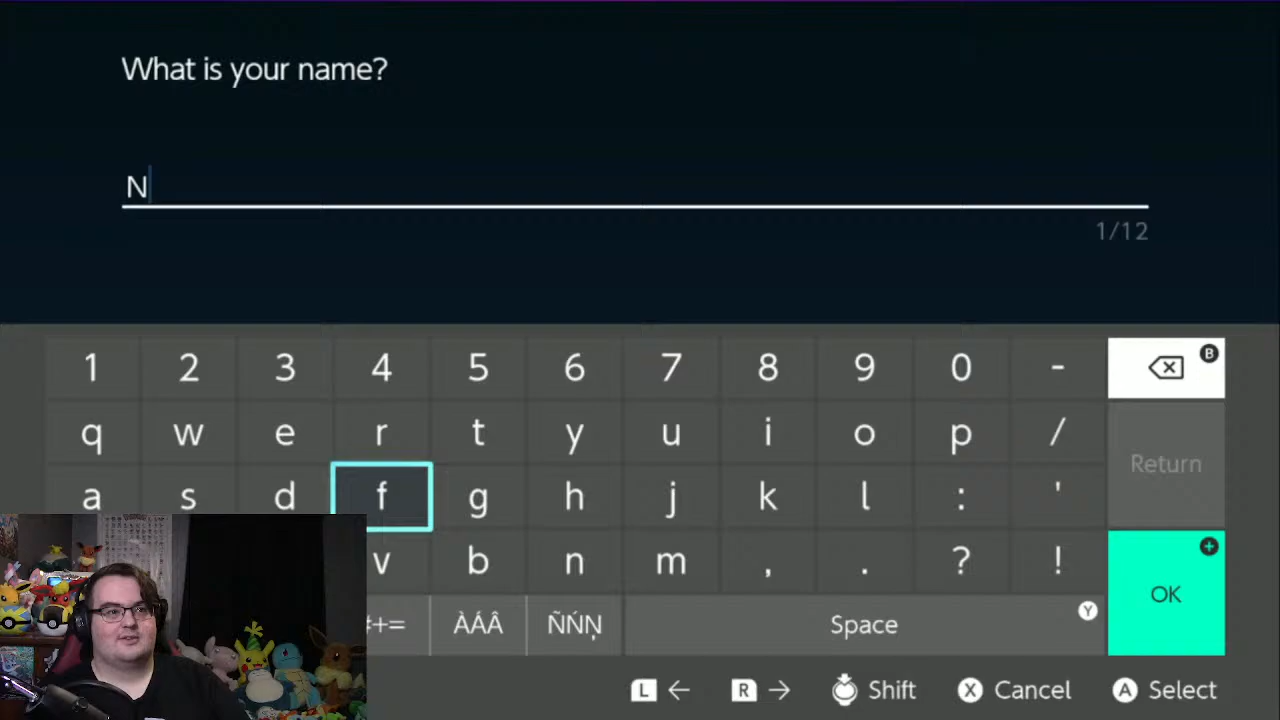 What is your name?
N
1/12
1 2 3 4 5 6 7 8 9 0 - B
q w e r t y u i o p /
Return
a s d f g h j k l : '
v b n m , . ? ! +
OK
#+= ÀÁÂ ÑŃŅ Space Y
L ← R → Shift X Cancel A Select